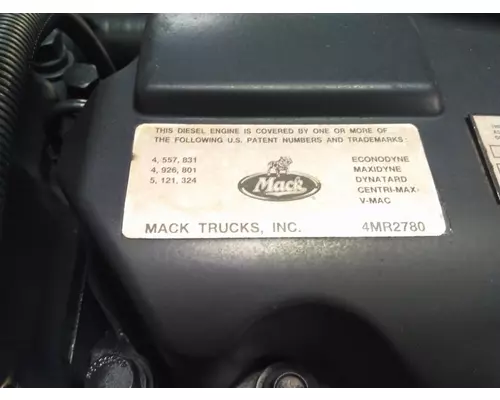 THIS DIESEL ENGINE IS COVERED BY ONE OR MORE OF
THE FOLLOWING U.S. PATENT NUMBERS AND TRADEMARKS:
4, 557, 831
4, 926, 801
5, 121, 324
Mack
ECONODYNE
MAXIDYNE
DYNATARD
CENTRI-MAX
V-MAC
MACK TRUCKS, INC.
4MR2780